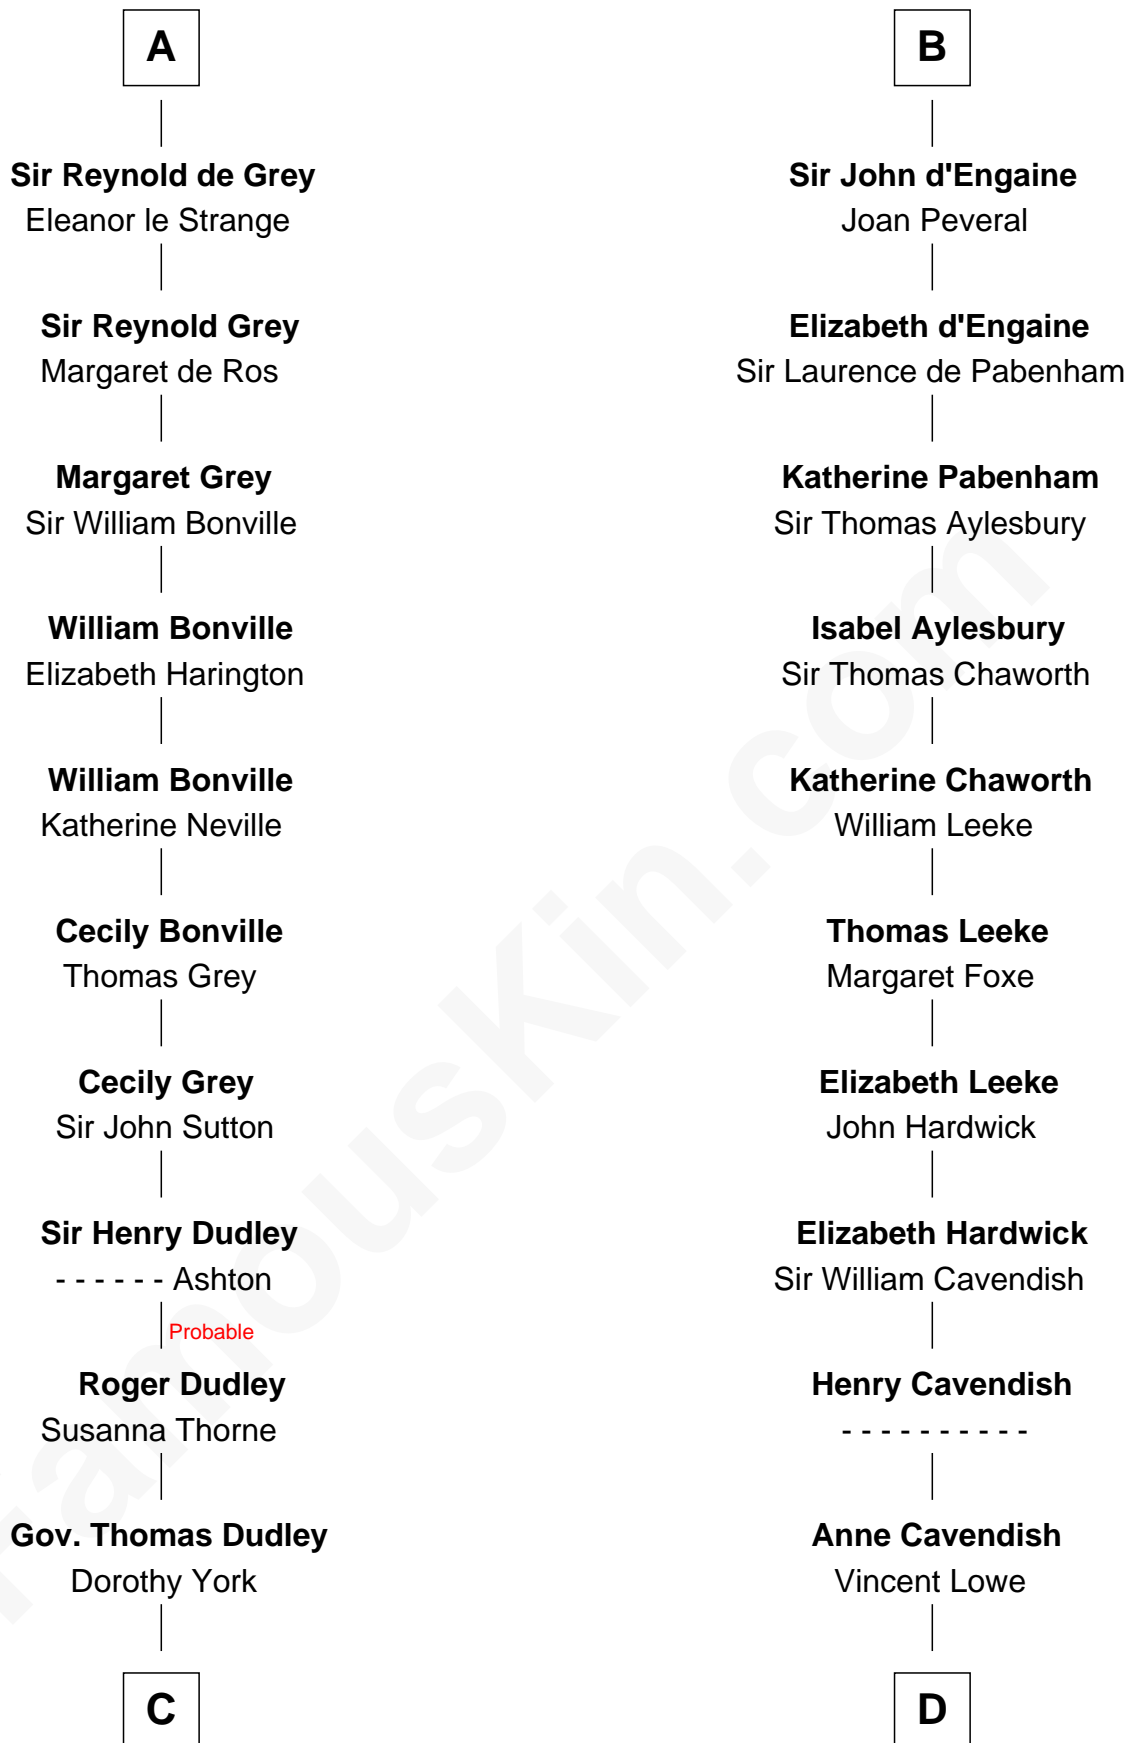 A
Sir Reynold de Grey
Eleanor le Strange
Sir Reynold Grey
Margaret de Ros
Margaret Grey
Sir William Bonville
William Bonville
Elizabeth Harington
William Bonville
Katherine Neville
Cecily Bonville
Thomas Grey
Cecily Grey
Sir John Sutton
Sir Henry Dudley
- - - - - - Ashton
Probable
Roger Dudley
Susanna Thorne
Gov. Thomas Dudley
Dorothy York
C
B
Sir John d'Engaine
Joan Peveral
Elizabeth d'Engaine
Sir Laurence de Pabenham
Katherine Pabenham
Sir Thomas Aylesbury
Isabel Aylesbury
Sir Thomas Chaworth
Katherine Chaworth
William Leeke
Thomas Leeke
Margaret Foxe
Elizabeth Leeke
John Hardwick
Elizabeth Hardwick
Sir William Cavendish
Henry Cavendish
- - - - - - - - - -
Anne Cavendish
Vincent Lowe
D
FamousKin.com